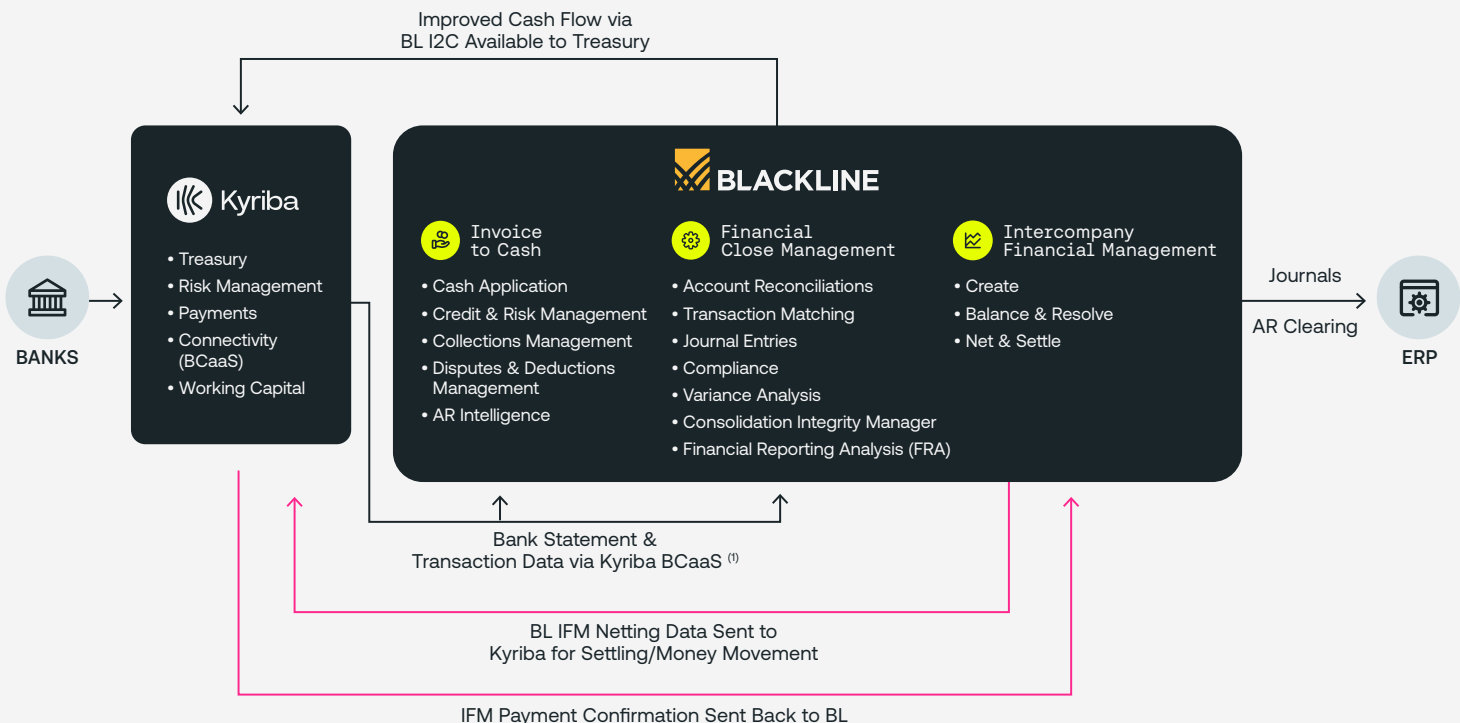 Improved Cash Flow via
BL I2C Available to Treasury
BANKS
Kyriba
• Treasury
• Risk Management
• Payments
• Connectivity
(BCaaS)
• Working Capital
BLACKLINE
Invoice
to Cash
• Cash Application
• Credit & Risk Management
• Collections Management
• Disputes & Deductions
Management
• AR Intelligence
Financial
Close Management
• Account Reconciliations
• Transaction Matching
• Journal Entries
• Compliance
• Variance Analysis
• Consolidation Integrity Manager
• Financial Reporting Analysis (FRA)
Intercompany
Financial Management
• Create
• Balance & Resolve
• Net & Settle
Journals
AR Clearing
ERP
Bank Statement &
Transaction Data via Kyriba BCaaS (1)
BL IFM Netting Data Sent to
Kyriba for Settling/Money Movement
IFM Payment Confirmation Sent Back to BL